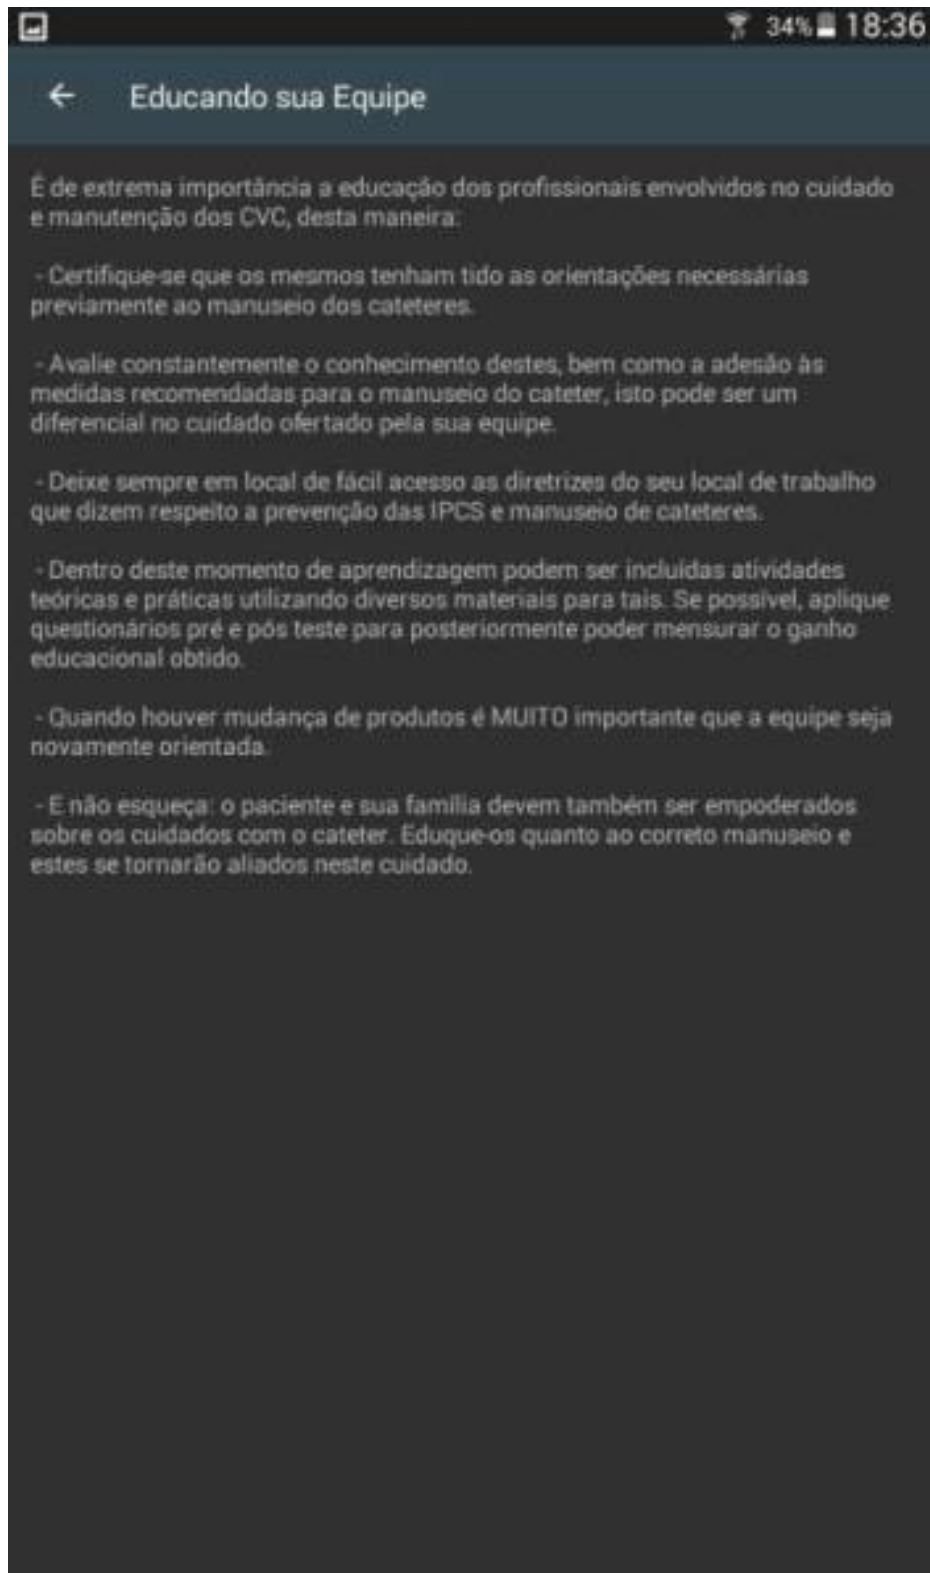 34% 18:36
Educando sua Equipe
É de extrema importância a educação dos profissionais envolvidos no cuidado
e manutenção dos CVC, desta maneira:
- Certifique-se que os mesmos tenham tido as orientações necessárias
previamente ao manuseio dos cateteres.
- Avalie constantemente o conhecimento destes, bem como a adesão às
medidas recomendadas para o manuseio do cateter, isto pode ser um
diferencial no cuidado ofertado pela sua equipe.
- Deixe sempre em local de fácil acesso as diretrizes do seu local de trabalho
que dizem respeito a prevenção das IPCS e manuseio de cateteres.
- Dentro deste momento de aprendizagem podem ser incluídas atividades
teóricas e práticas utilizando diversos materiais para tais. Se possível, aplique
questionários pré e pós teste para posteriormente poder mensurar o ganho
educacional obtido.
- Quando houver mudança de produtos é MUITO importante que a equipe seja
novamente orientada.
- E não esqueça: o paciente e sua família devem também ser empoderados
sobre os cuidados com o cateter. Eduque-os quanto ao correto manuseio e
estes se tornarão aliados neste cuidado.